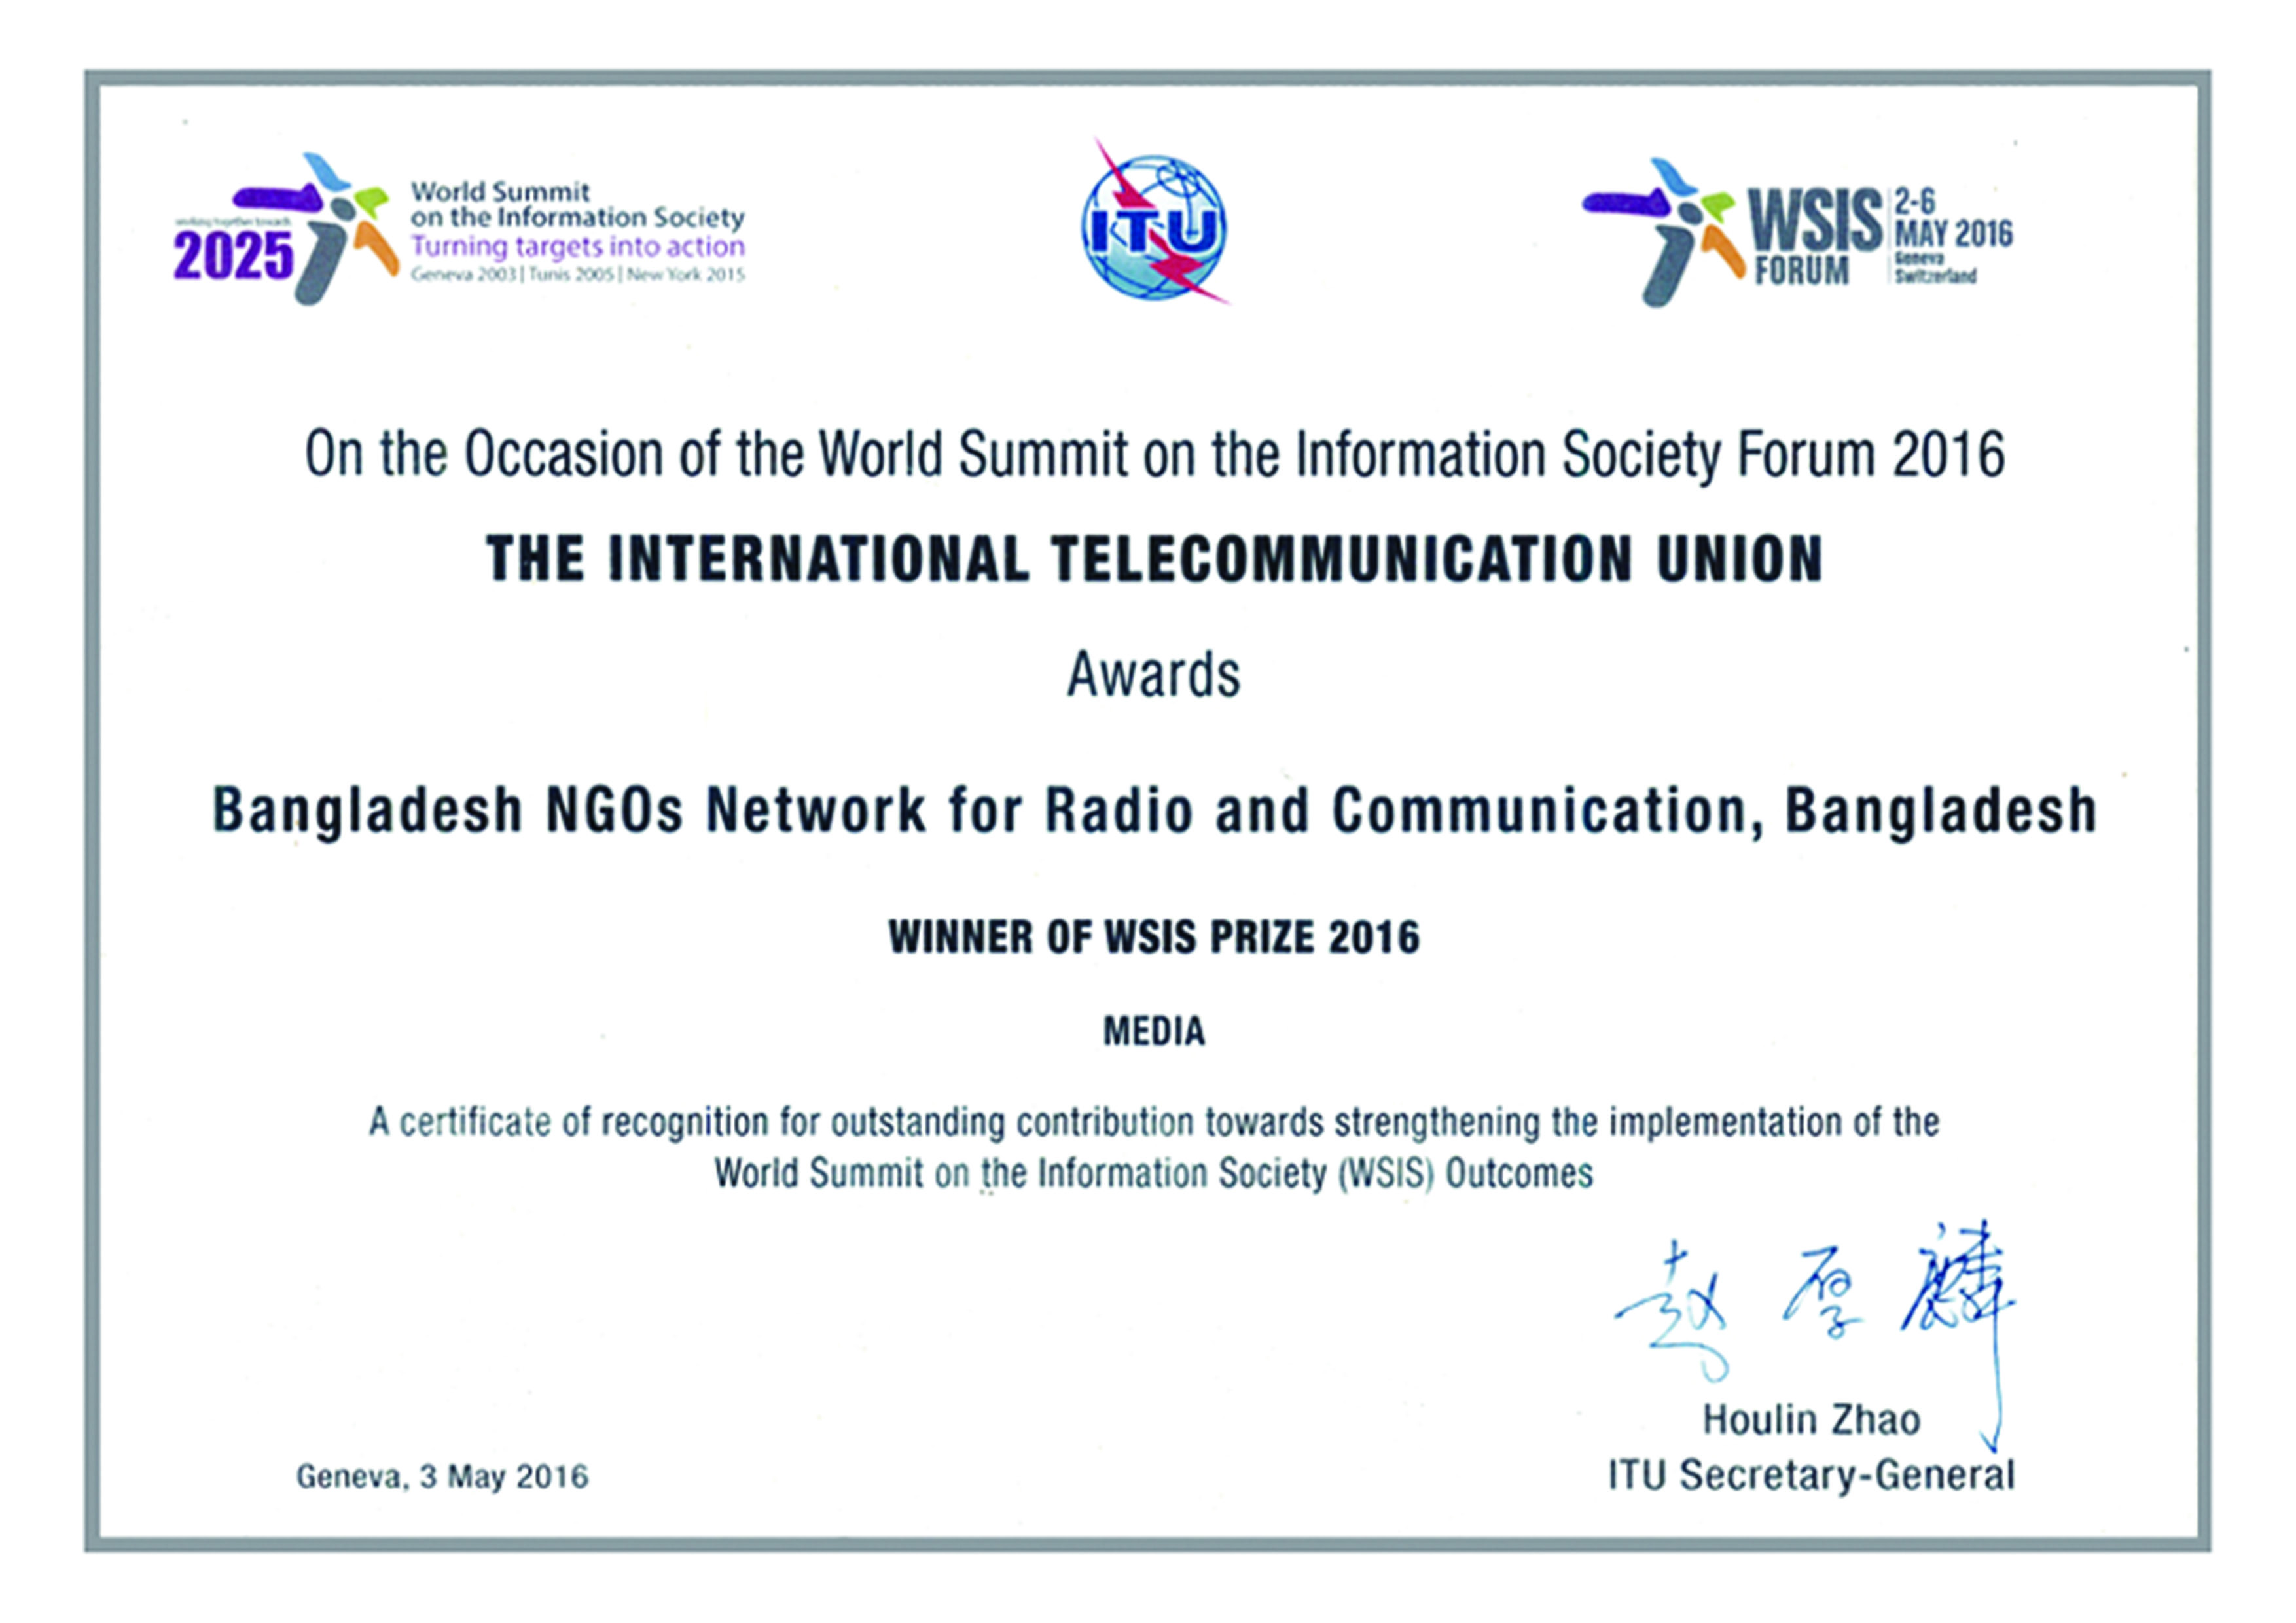 working together towards
2025
World Summit
on the Information Society
Turning targets into action
Geneva 2003 | Tunis 2005 | New York 2015
ITU
WSIS
FORUM
2-6
MAY 2016
Geneva
Switzerland
On the Occasion of the World Summit on the Information Society Forum 2016
THE INTERNATIONAL TELECOMMUNICATION UNION
Awards
Bangladesh NGOs Network for Radio and Communication, Bangladesh
WINNER OF WSIS PRIZE 2016
MEDIA
A certificate of recognition for outstanding contribution towards strengthening the implementation of the
World Summit on the Information Society (WSIS) Outcomes
赵厚麟
Houlin Zhao
ITU Secretary-General
Geneva, 3 May 2016